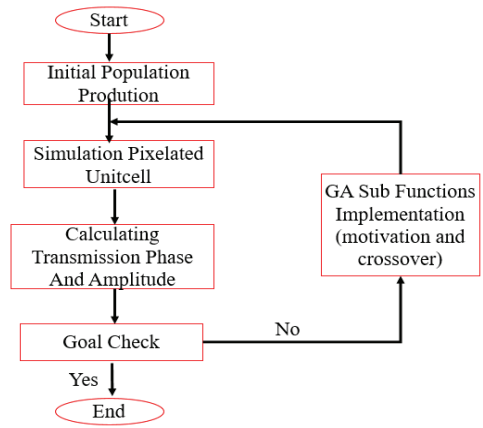 Start
Initial Population
Prodution
Simulation Pixelated
Unitcell
Calculating
Transmission Phase
And Amplitude
Goal Check
Yes
End
No
GA Sub Functions
Implementation
(motivation and
crossover)